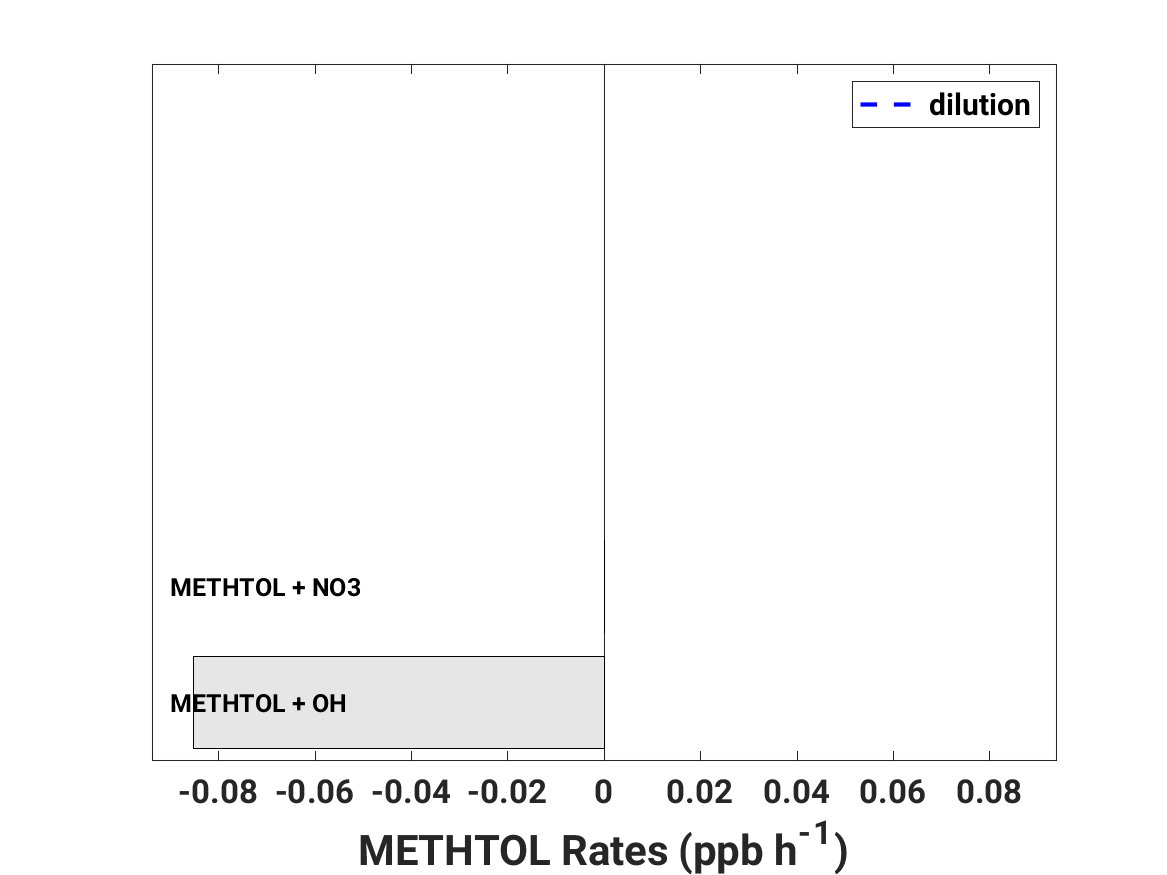 dilution
METHTOL + NO3
METHTOL + OH
-0.08 -0.06 -0.04 -0.02 0 0.02 0.04 0.06 0.08
METHTOL Rates (ppb h-1)